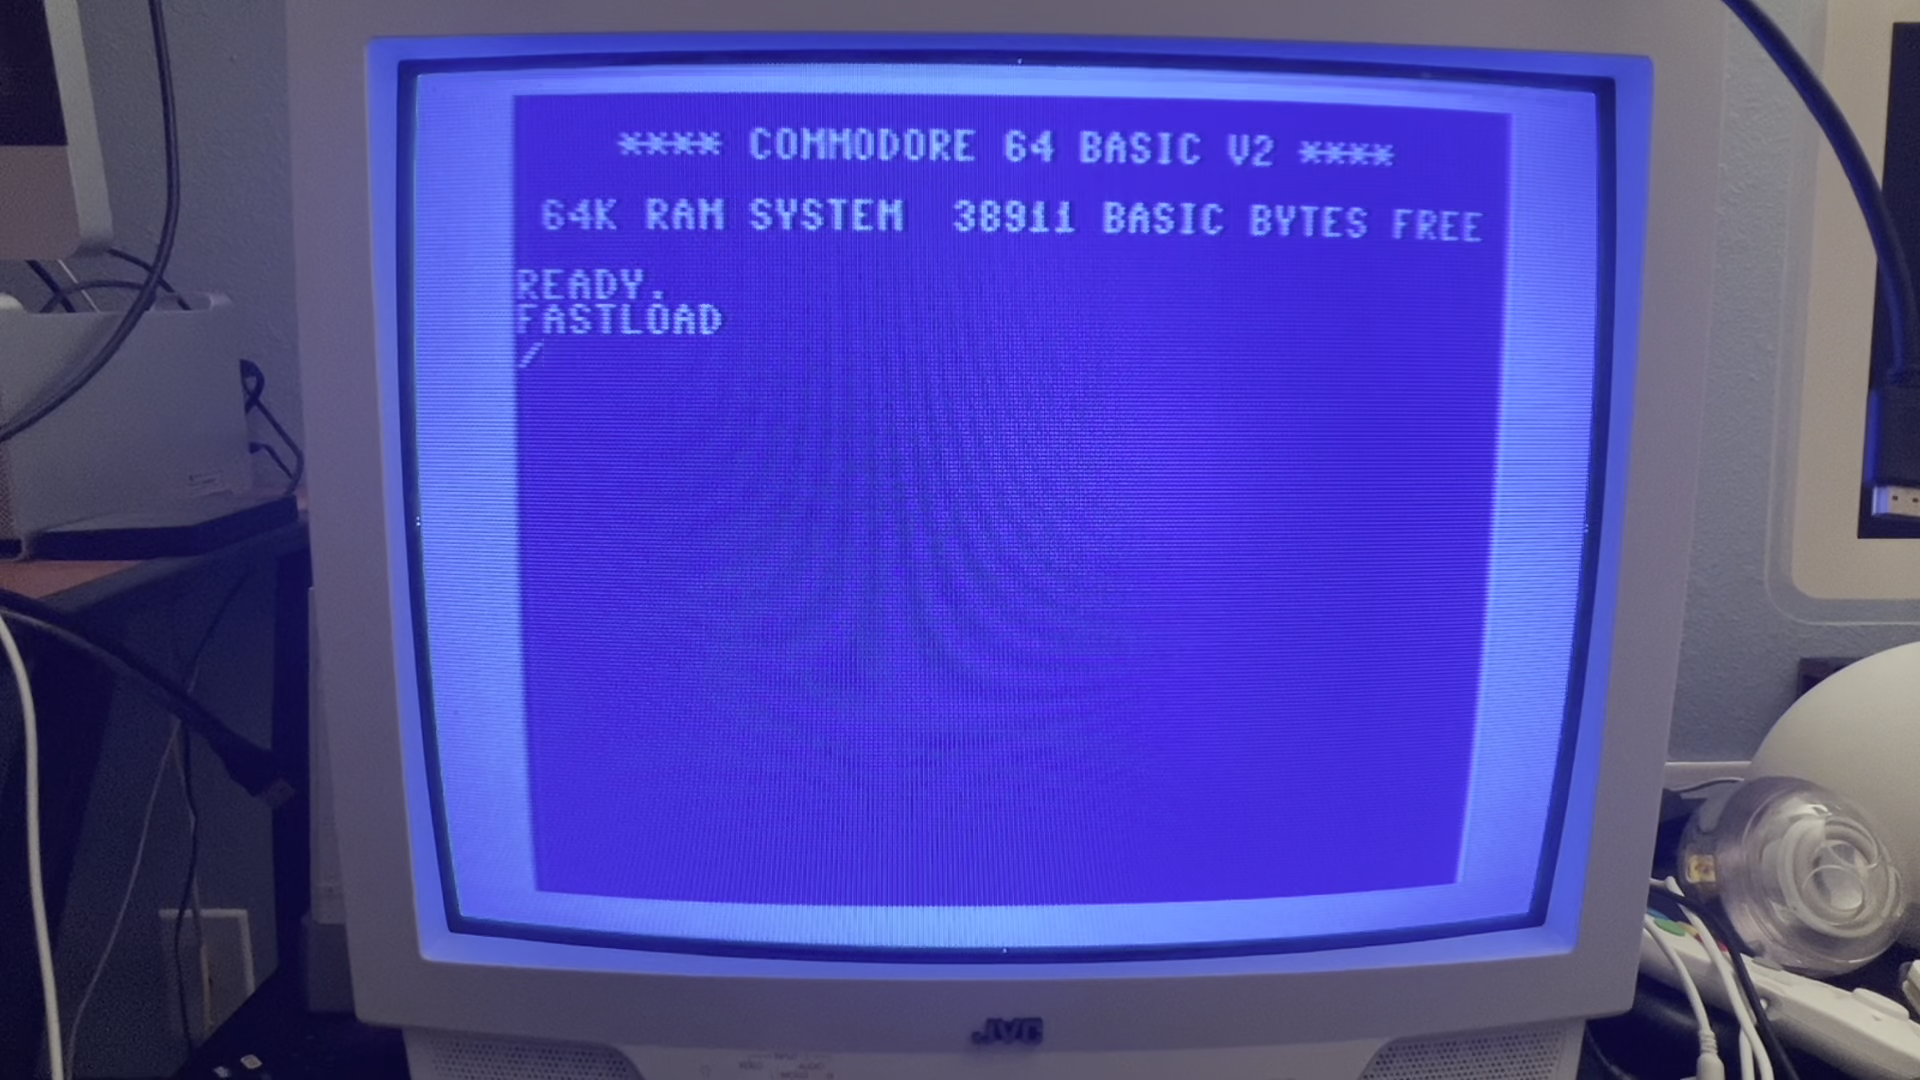 **** COMMODORE 64 BASIC V2 ****
64K RAM SYSTEM  38911 BASIC BYTES FREE
READY.
FASTLOAD
/
JVC